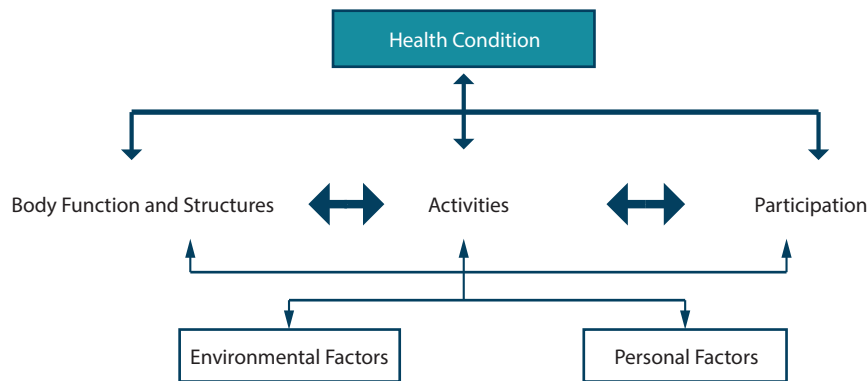 Health Condition
Body Function and Structures
Activities
Participation
Environmental Factors
Personal Factors